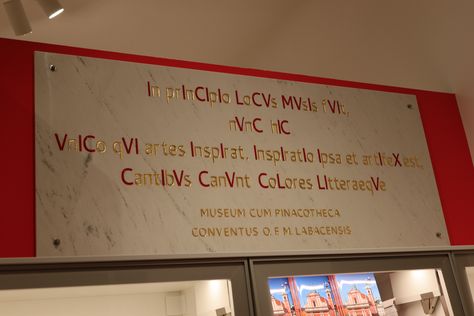 In prInCIpIo LoCVs MVsIs fVIt,
nVnC hIC
VnICo qVI artes InspIrat, InspIratIo Ipsa et artIfeX est,
CantIbVs CanVnt CoLores LItteraeqVe
MUSEUM CUM PINACOTHECA
CONVENTUS O. F. M. LABACENSIS